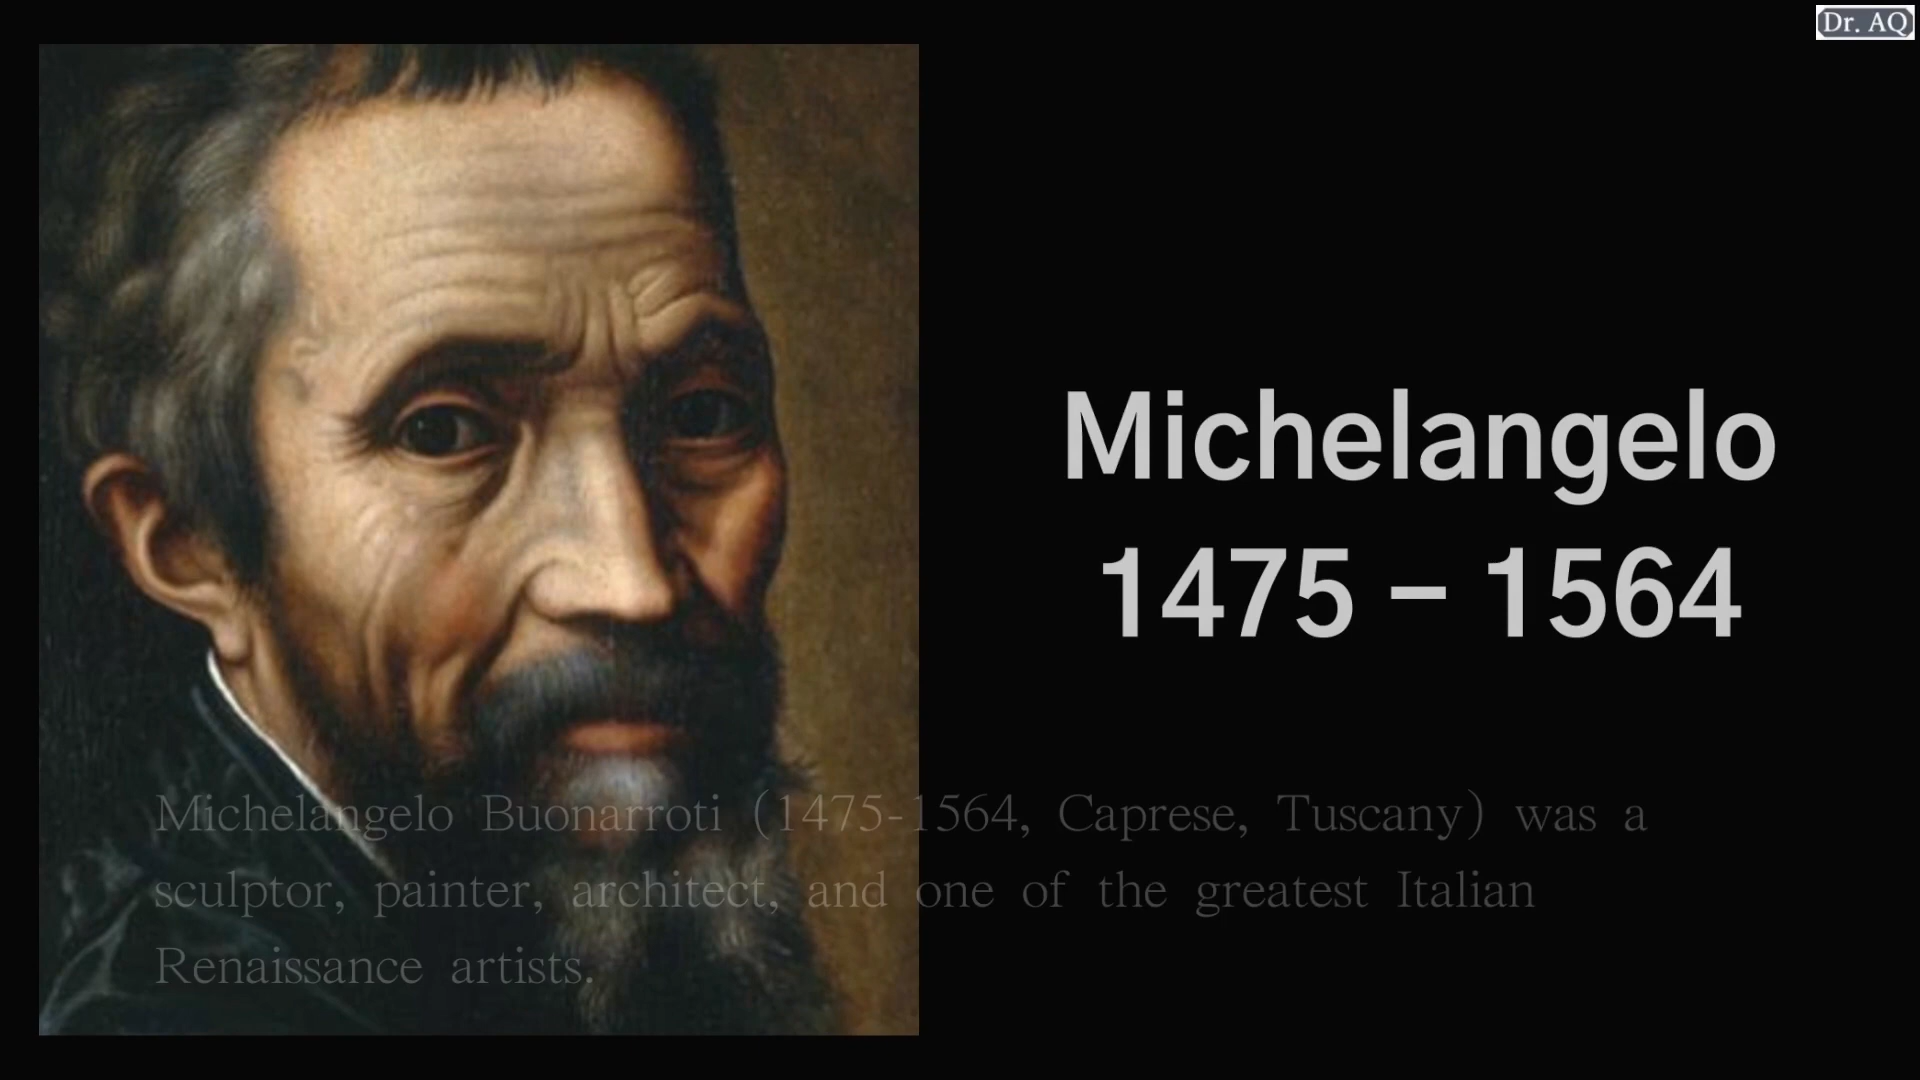 Dr. AQ
Michelangelo
1475 – 1564
Michelangelo Buonarroti (1475-1564, Caprese, Tuscany) was a
sculptor, painter, architect, and one of the greatest Italian
Renaissance artists.